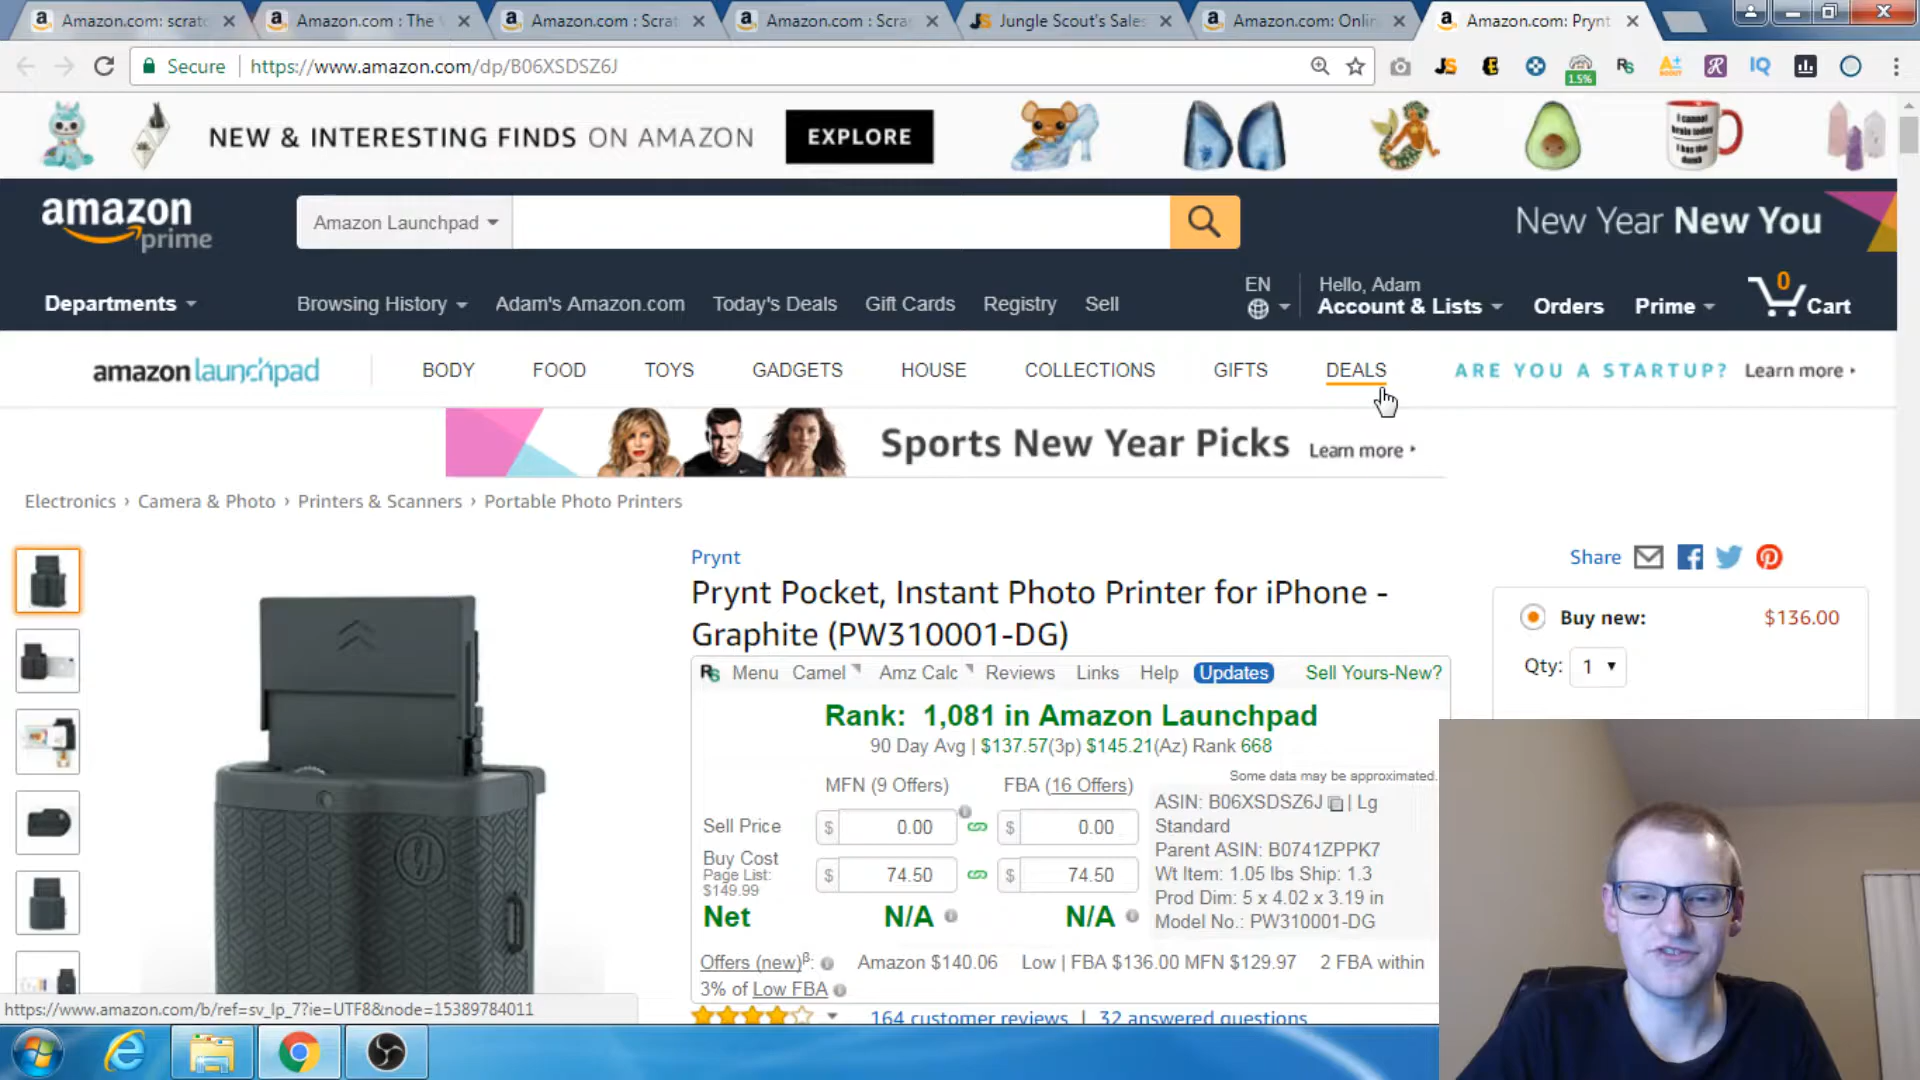 Amazon.com: scrat
Amazon.com : The
Amazon.com : Scrat
Amazon.com : Scra
Jungle Scout's Sales
Amazon.com: Onli
Amazon.com: Prynt
Secure
https://www.amazon.com/dp/B06XSDSZ6J
1.5%
NEW & INTERESTING FINDS ON AMAZON
EXPLORE
I cannot
brain today
I has the
dumb
amazon
prime
Amazon Launchpad
New Year New You
Departments
Browsing History
Adam's Amazon.com
Today's Deals
Gift Cards
Registry
Sell
EN
Hello, Adam
Account & Lists
Orders
Prime
0
Cart
amazon launchpad
BODY
FOOD
TOYS
GADGETS
HOUSE
COLLECTIONS
GIFTS
DEALS
ARE YOU A STARTUP?
Learn more
Sports New Year Picks
Learn more
Electronics › Camera & Photo › Printers & Scanners › Portable Photo Printers
Prynt
Prynt Pocket, Instant Photo Printer for iPhone -
Graphite (PW310001-DG)
Share
Buy new:
$136.00
Qty: 1
RS
Menu
Camel
Amz Calc
Reviews
Links
Help
Updates
Sell Yours-New?
Rank: 1,081 in Amazon Launchpad
90 Day Avg | $137.57(3p) $145.21(Az) Rank 668
Some data may be approximated.
MFN (9 Offers)
FBA (16 Offers)
Sell Price
$ 0.00
$ 0.00
Buy Cost
Page List:
$149.99
$ 74.50
$ 74.50
Net
N/A
N/A
ASIN: B06XSDSZ6J | Lg
Standard
Parent ASIN: B0741ZPPK7
Wt Item: 1.05 lbs Ship: 1.3
Prod Dim: 5 x 4.02 x 3.19 in
Model No.: PW310001-DG
Offers (new)β:
Amazon $140.06
Low | FBA $136.00 MFN $129.97
2 FBA within
3% of Low FBA
164 customer reviews | 32 answered questions
https://www.amazon.com/b/ref=sv_lp_7?ie=UTF8&node=15389784011